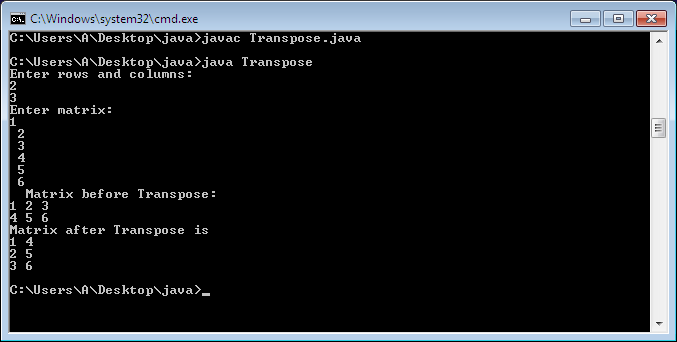 C:\Windows\system32\cmd.exe
C:\Users\A\Desktop\java>javac Transpose.java
C:\Users\A\Desktop\java>java Transpose
Enter rows and columns:
2
3
Enter matrix:
1
2
3
4
5
6
Matrix before Transpose:
1 2 3
4 5 6
Matrix after Transpose is
1 4
2 5
3 6
C:\Users\A\Desktop\java>_